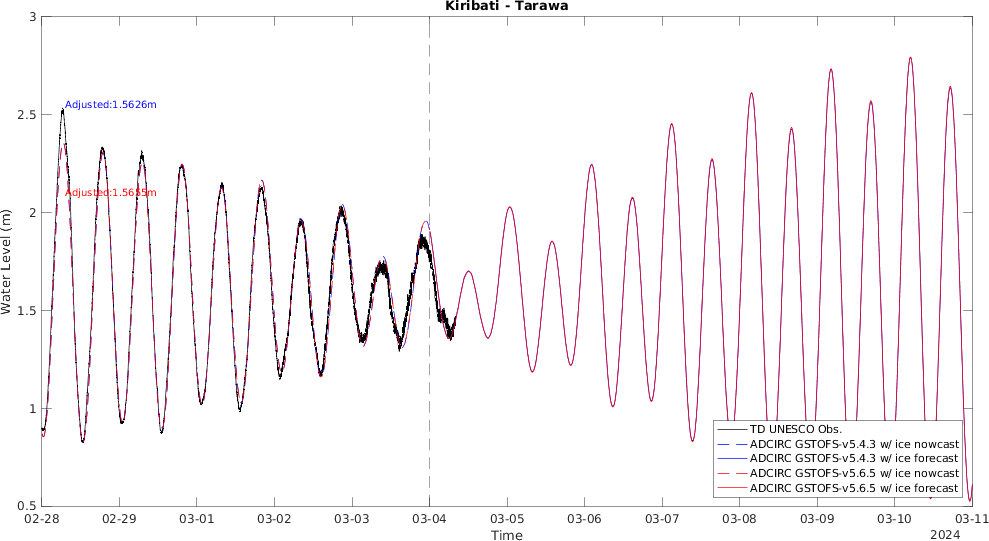 Kiribati - Tarawa
3
2.5
2
1.5
1
0.5
Water Level (m)
Adjusted:1.5626m
Adjusted:1.5655m
TD UNESCO Obs.
ADCIRC GSTOFS-v5.4.3 w/ ice nowcast
ADCIRC GSTOFS-v5.4.3 w/ ice forecast
ADCIRC GSTOFS-v5.6.5 w/ ice nowcast
ADCIRC GSTOFS-v5.6.5 w/ ice forecast
02-28 02-29 03-01 03-02 03-03 03-04 03-05 03-06 03-07 03-08 03-09 03-10 03-11
Time
2024